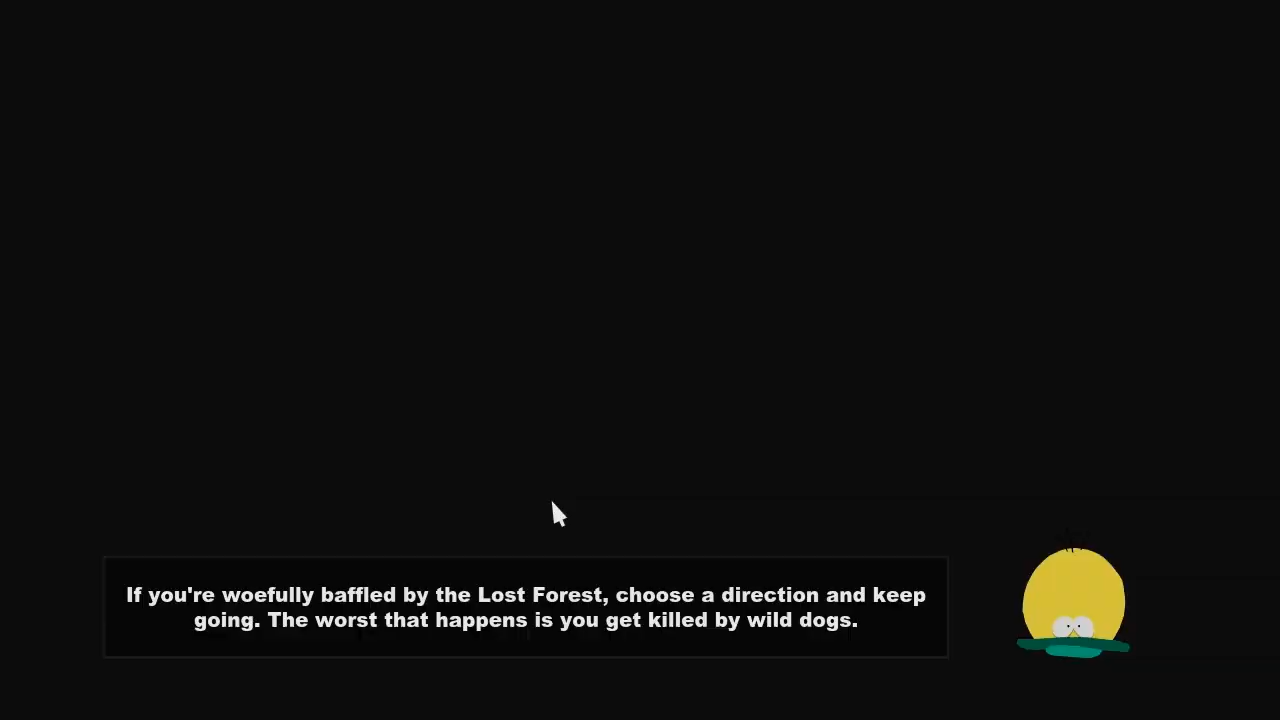 If you're woefully baffled by the Lost Forest, choose a direction and keep
going. The worst that happens is you get killed by wild dogs.